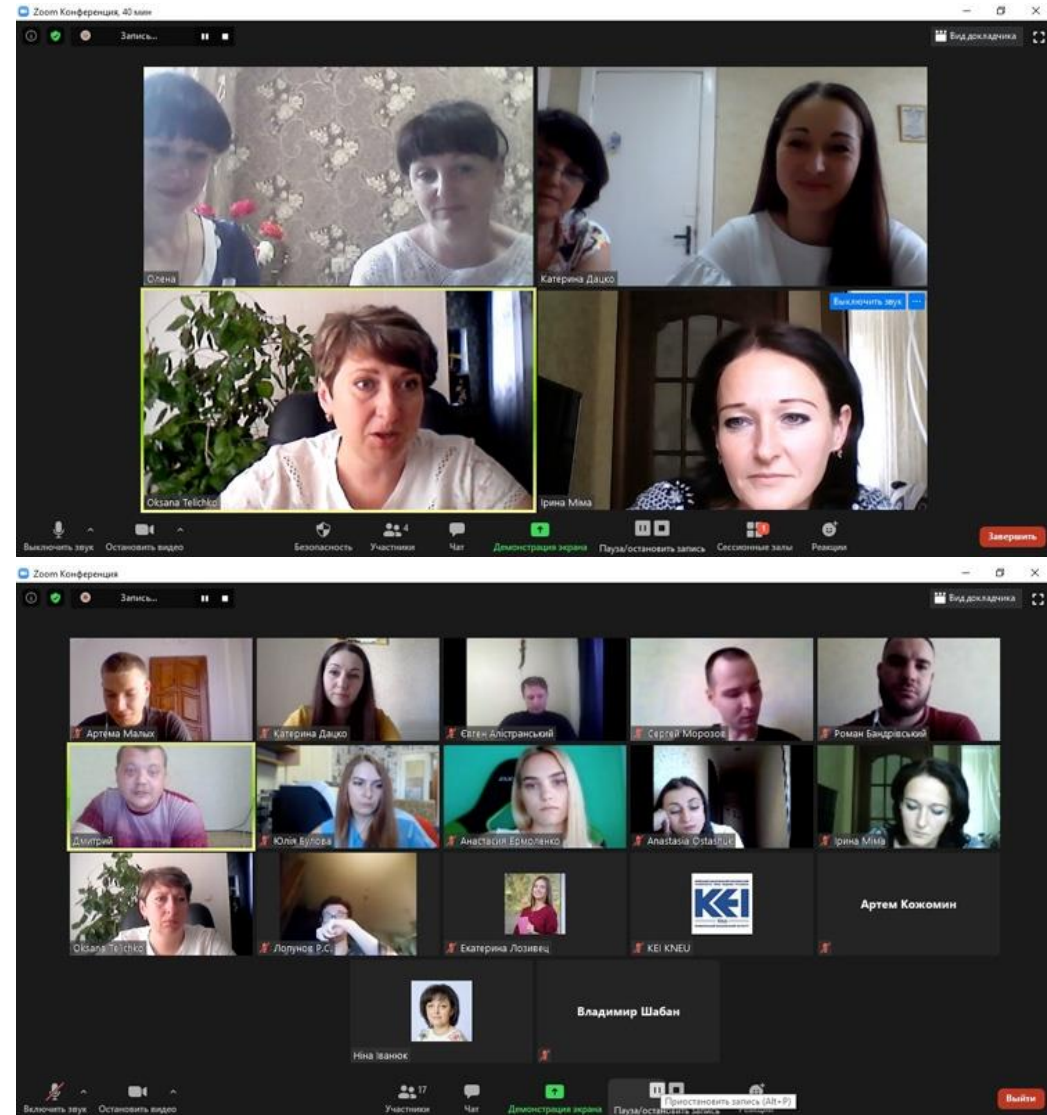 Zoom Конференция, 40 мин
Запись...
Вид докладчика
Олена
Катерина Дацко
Выключить звук ...
Oksana Telichko
Ірина Міма
Выключить звук
Остановить видео
Безопасность
Участники 4
Чат
Демонстрация экрана
Пауза/остановить запись
Сессионные залы 1
Реакции
Завершить
Zoom Конференция
Запись...
Вид докладчика
Артема Малых
Катерина Дацко
Євген Алістранський
Сергей Морозов
Роман Бандрівський
Дмитрий
Юлія Булова
Анастасия Ермоленко
Anastasia Ostashuk
Ірина Міма
Oksana Telichko
Лопунов Р.С.
Екатерина Лозивец
KEI
KEI KNEU
Артем Кожомин
Ніна Іванюк
Владимир Шабан
Включить звук
Остановить видео
Участники 17
Чат
Демонстрация экрана
Пауза/остановить запись
Приостановить запись (Alt+P)
Реакции
Выйти